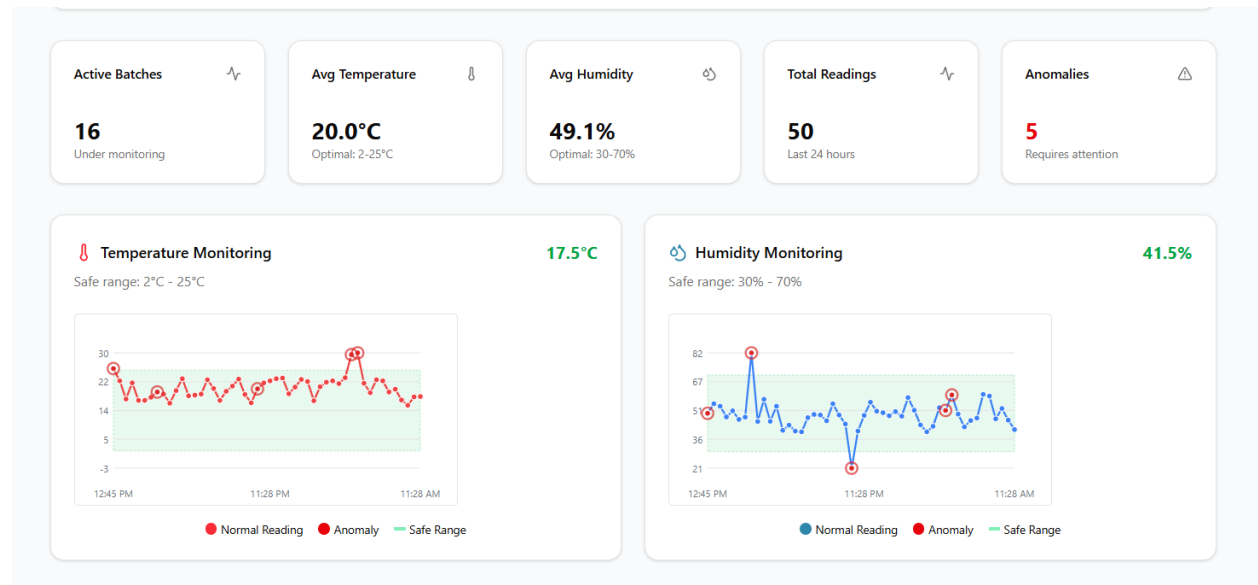 Active Batches
16
Under monitoring
Avg Temperature
20.0°C
Optimal: 2-25°C
Avg Humidity
49.1%
Optimal: 30-70%
Total Readings
50
Last 24 hours
Anomalies
5
Requires attention
Temperature Monitoring
17.5°C
Safe range: 2°C - 25°C
30
22
14
5
-3
12:45 PM
11:28 PM
11:28 AM
Normal Reading
Anomaly
Safe Range
Humidity Monitoring
41.5%
Safe range: 30% - 70%
82
67
51
36
21
12:45 PM
11:28 PM
11:28 AM
Normal Reading
Anomaly
Safe Range